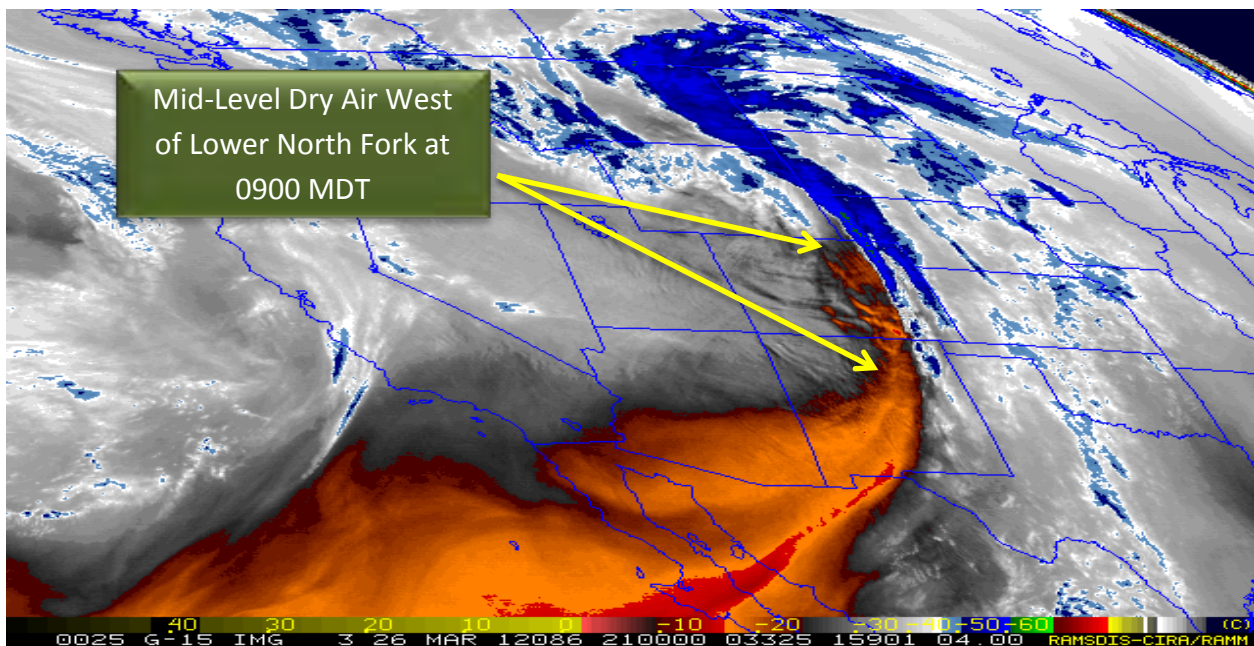 Mid-Level Dry Air West
of Lower North Fork at
0900 MDT
40 30 20 10 0 -10 -20 -30 -40 -50 -60 (C)
0025 G-15 IMG 3 26 MAR 12086 210000 03325 15901 04.00 RAMSDIS-CIRA/RAMM